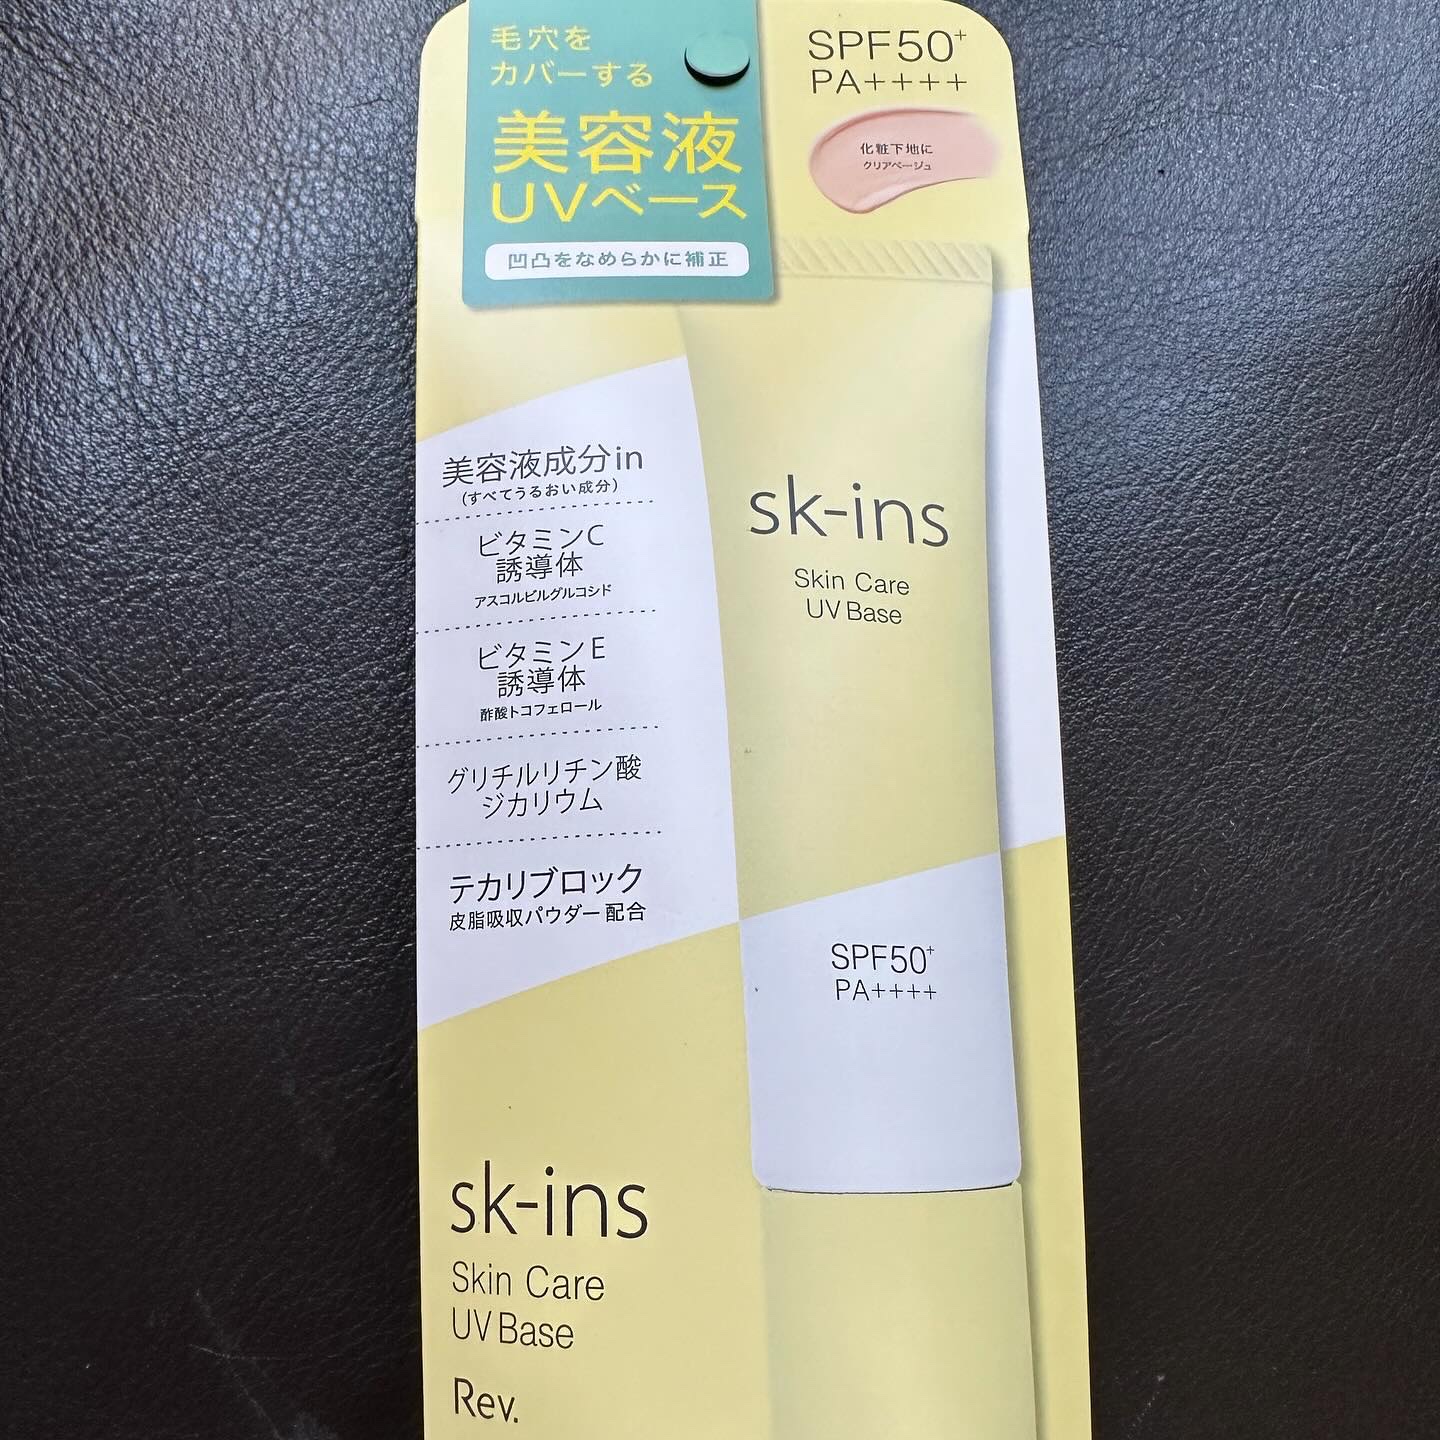 毛穴を
カバーする
美容液
UVベース
凹凸をなめらかに補正
SPF50+
PA++++
化粧下地に
クリアベージュ
美容液成分in
(すべてうるおい成分)
ビタミンC
誘導体
アスコルビルグルコシド
ビタミンE
誘導体
酢酸トコフェロール
グリチルリチン酸
ジカリウム
テカリブロック
皮脂吸収パウダー配合
sk-ins
Skin Care
UV Base
SPF50+
PA++++
sk-ins
Skin Care
UV Base
Rev.